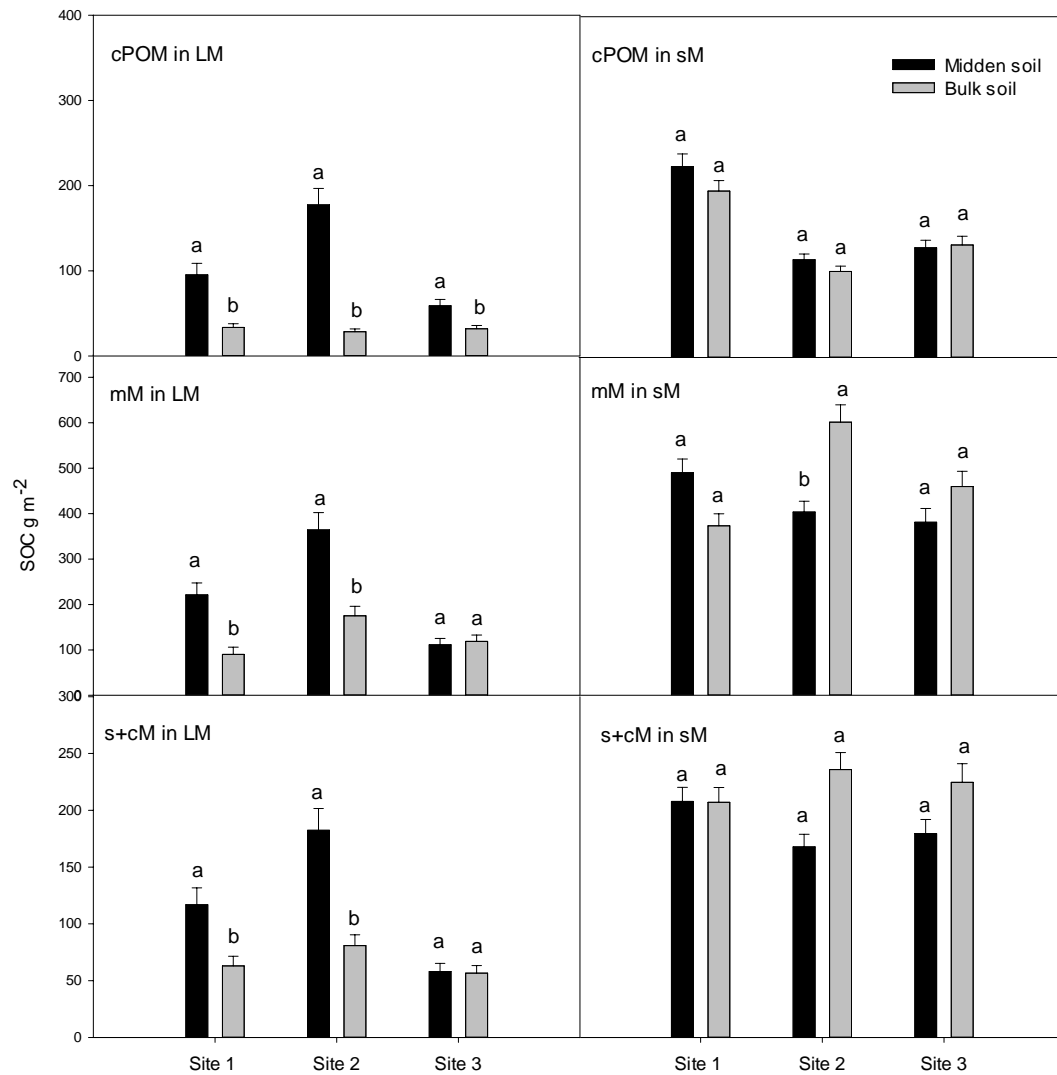 400
300
200
100
0
cPOM in LM
a
b
a
b
a
b
cPOM in sM
Midden soil
Bulk soil
a
a
a
a
a
a
SOC g m-2
700
600
500
400
300
200
100
0
mM in LM
a
b
a
b
a
a
mM in sM
a
a
b
a
a
a
300
250
200
150
100
50
0
s+cM in LM
a
b
a
b
a
a
s+cM in sM
a
a
a
a
a
a
Site 1 Site 2 Site 3
Site 1 Site 2 Site 3